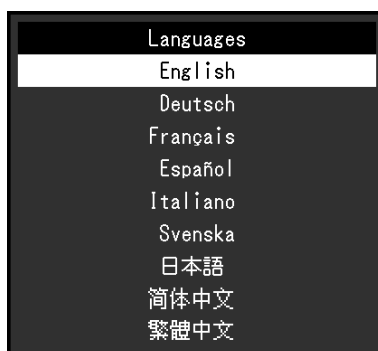 Languages
English
Deutsch
Français
Español
Italiano
Svenska
日本語
简体中文
繁體中文